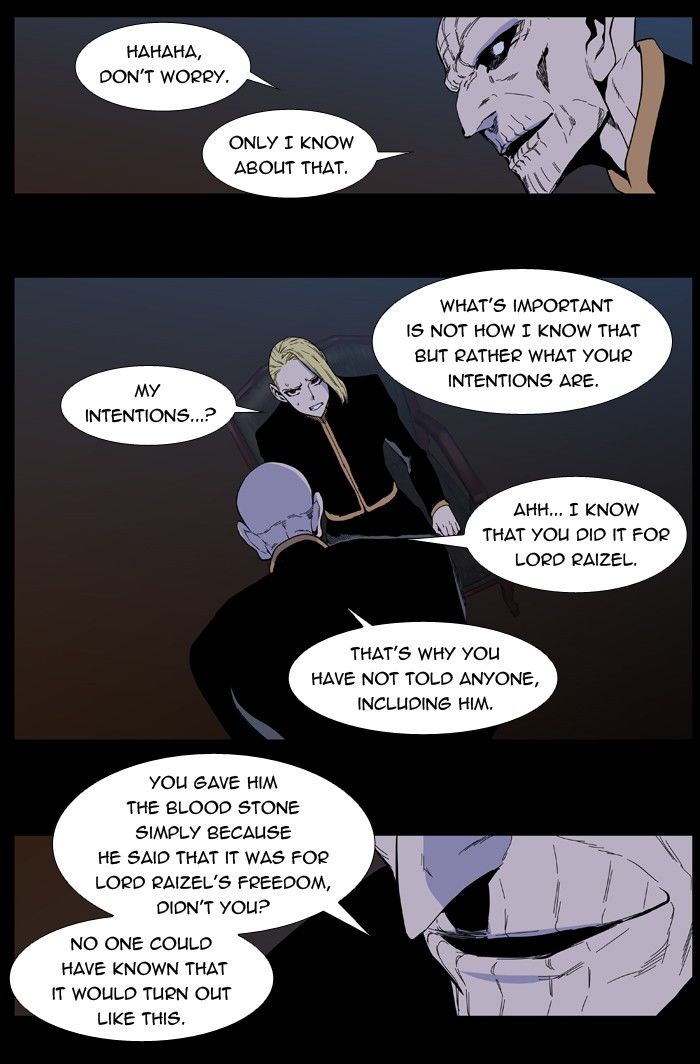 HAHAHA,
DON'T WORRY.
ONLY I KNOW
ABOUT THAT.
WHAT'S IMPORTANT
IS NOT HOW I KNOW THAT
BUT RATHER WHAT YOUR
INTENTIONS ARE.
MY
INTENTIONS...?
AHH... I KNOW
THAT YOU DID IT FOR
LORD RAIZEL.
THAT'S WHY YOU
HAVE NOT TOLD ANYONE,
INCLUDING HIM.
YOU GAVE HIM
THE BLOOD STONE
SIMPLY BECAUSE
HE SAID THAT IT WAS FOR
LORD RAIZEL'S FREEDOM,
DIDN'T YOU?
NO ONE COULD
HAVE KNOWN THAT
IT WOULD TURN OUT
LIKE THIS.